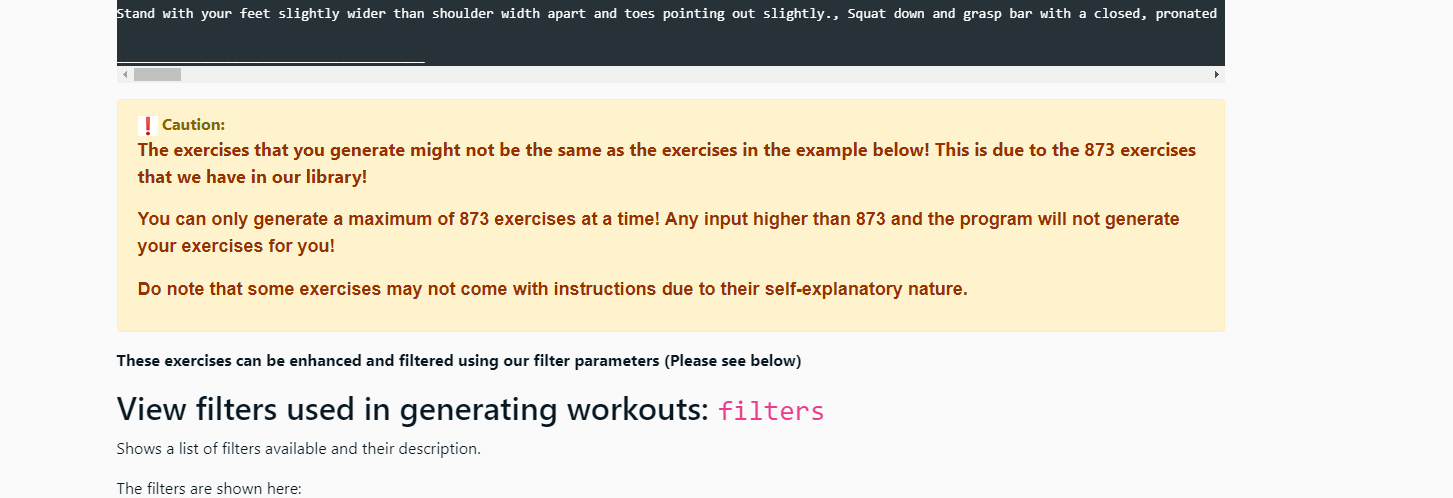 Stand with your feet slightly wider than shoulder width apart and toes pointing out slightly., Squat down and grasp bar with a closed, pronated
❗ Caution:
The exercises that you generate might not be the same as the exercises in the example below! This is due to the 873 exercises
that we have in our library!
You can only generate a maximum of 873 exercises at a time! Any input higher than 873 and the program will not generate
your exercises for you!
Do note that some exercises may not come with instructions due to their self-explanatory nature.
These exercises can be enhanced and filtered using our filter parameters (Please see below)
View filters used in generating workouts: filters
Shows a list of filters available and their description.
The filters are shown here: